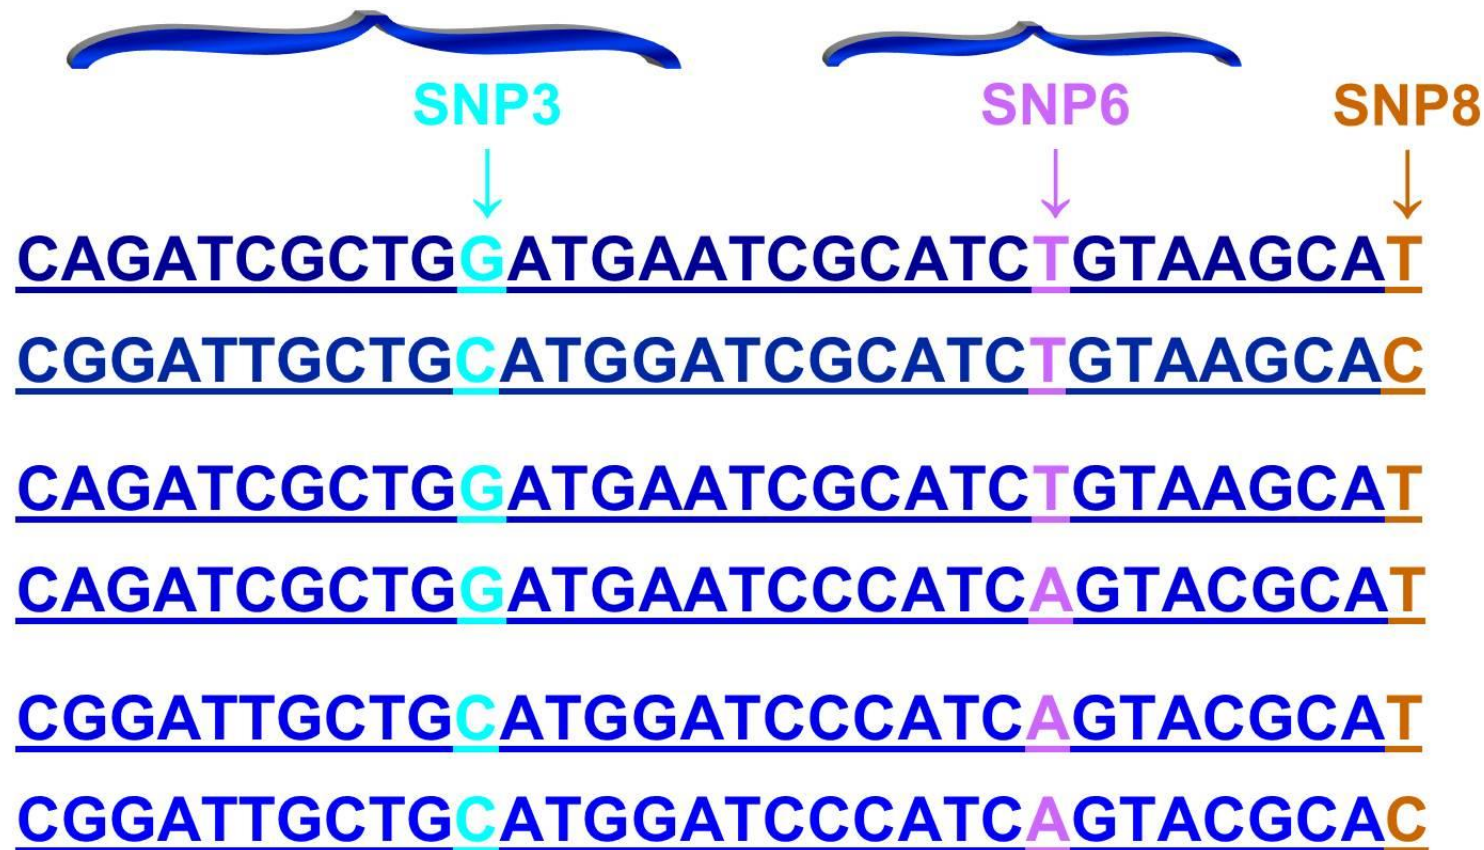 SNP3 SNP6 SNP8
CAGATCGCTGGATGAATCGCATCTGTAAGCAT
CGGATTGCTGCATGGATCGCATCTGTAAGCAC
CAGATCGCTGGATGAATCGCATCTGTAAGCAT
CAGATCGCTGGATGAATCCCATCAGTACGCAT
CGGATTGCTGCATGGATCCCATCAGTACGCAT
CGGATTGCTGCATGGATCCCATCAGTACGCAC